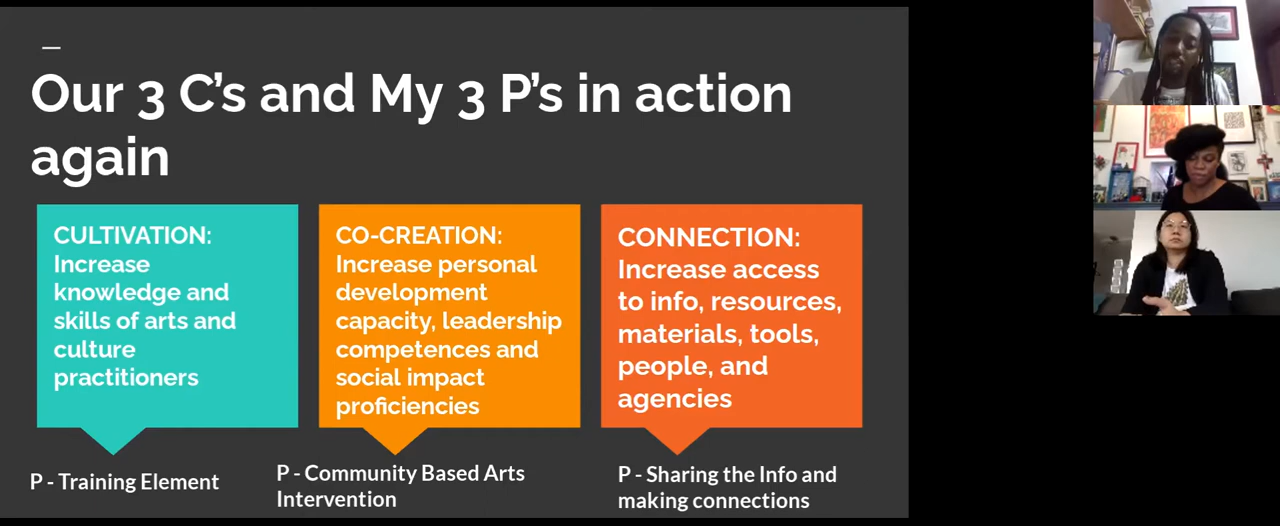 Our 3 C's and My 3 P's in action
again
CULTIVATION:
Increase
knowledge and
skills of arts and
culture
practitioners
CO-CREATION:
Increase personal
development
capacity, leadership
competences and
social impact
proficiencies
CONNECTION:
Increase access
to info, resources,
materials, tools,
people, and
agencies
P - Training Element
P - Community Based Arts
Intervention
P - Sharing the Info and
making connections